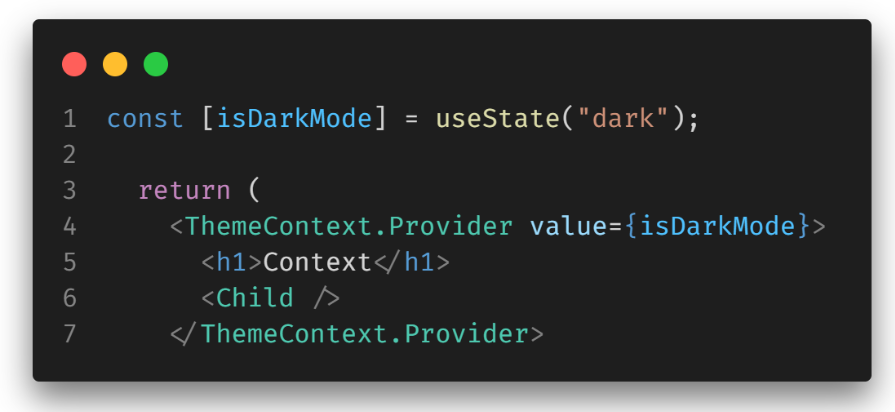 1 const [isDarkMode] = useState("dark");
2
3   return (
4     <ThemeContext.Provider value={isDarkMode}>
5       <h1>Context</h1>
6       <Child />
7     </ThemeContext.Provider>